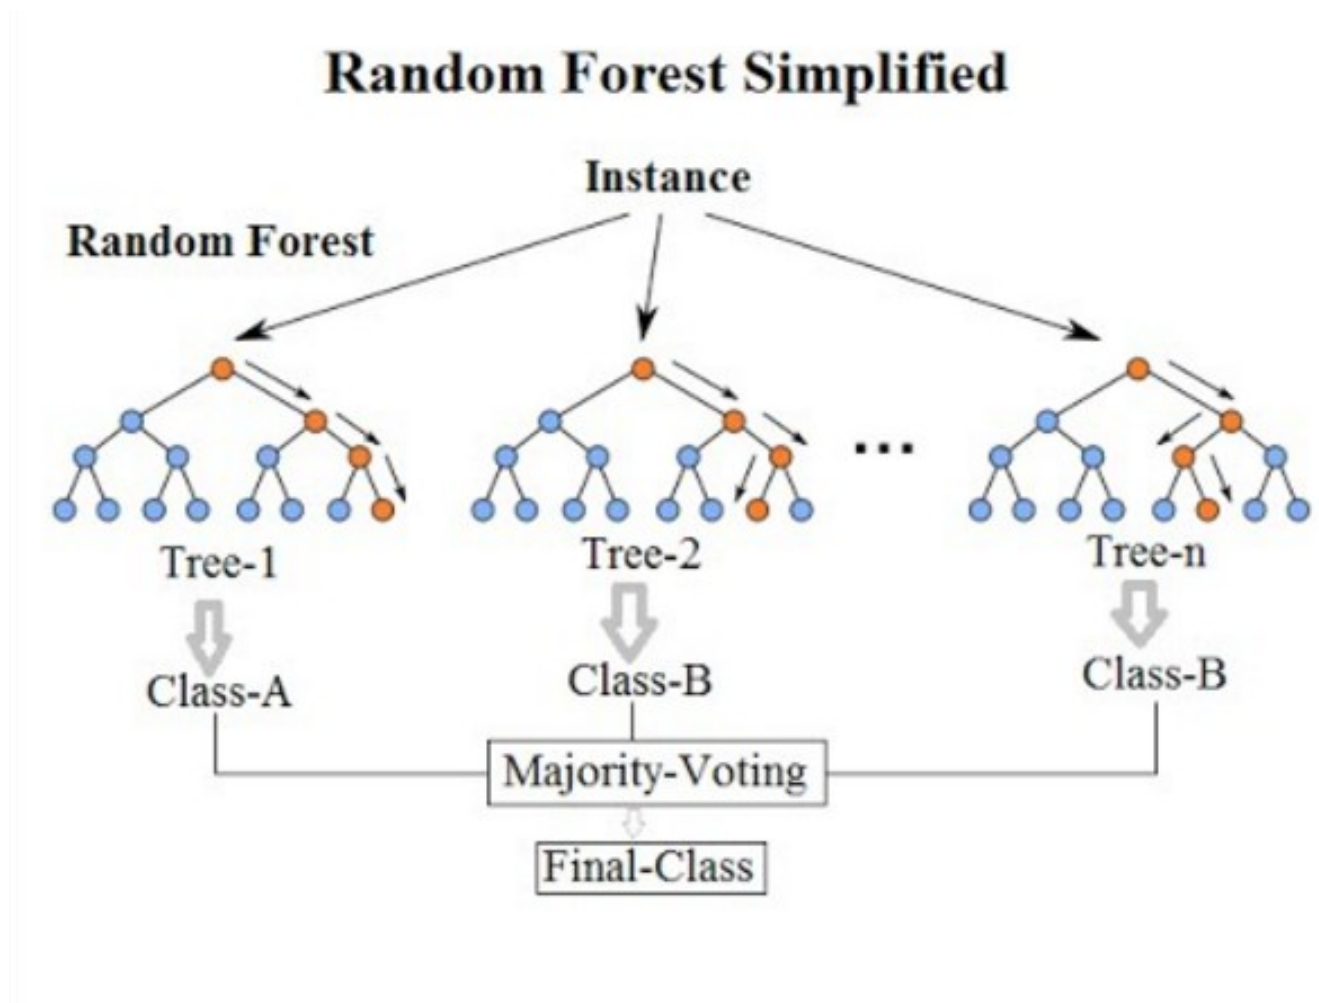 Random Forest Simplified
Instance
Random Forest
...
Tree-1
Tree-2
Tree-n
Class-A
Class-B
Class-B
Majority-Voting
Final-Class